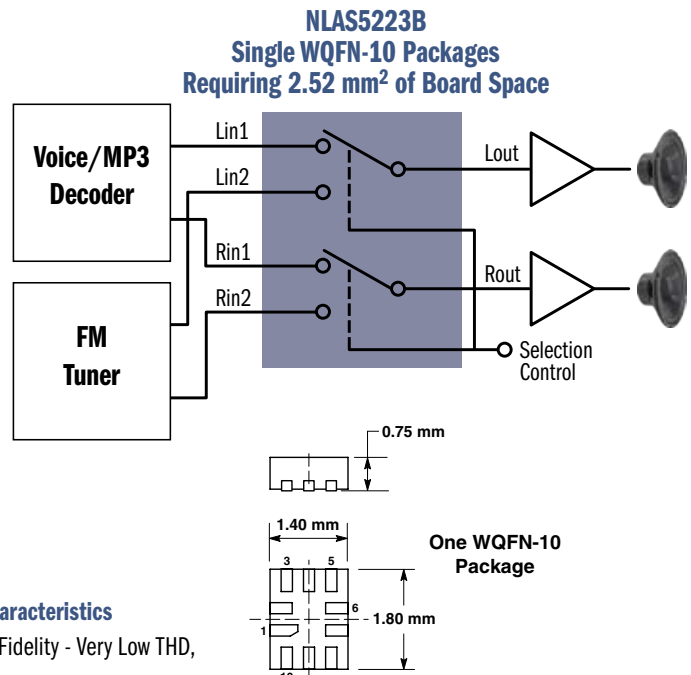 NLAS5223B
Single WQFN-10 Packages
Requiring 2.52 mm² of Board Space
Voice/MP3
Decoder
FM
Tuner
Lin1
Lin2
Rin1
Rin2
Lout
Rout
Selection
Control
0.75 mm
1.40 mm
One WQFN-10
Package
3
5
6
1
1.80 mm
10
aracteristics
Fidelity - Very Low THD,